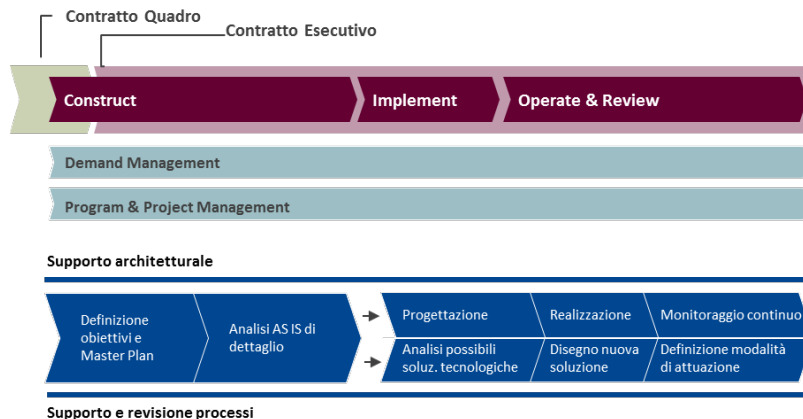 Contratto Quadro
Contratto Esecutivo
Construct
Implement
Operate & Review
Demand Management
Program & Project Management
Supporto architetturale
Definizione
obiettivi e
Master Plan
Analisi AS IS di
dettaglio
Progettazione
Realizzazione
Monitoraggio continuo
Analisi possibili
soluz. tecnologiche
Disegno nuova
soluzione
Definizione modalità
di attuazione
Supporto e revisione processi